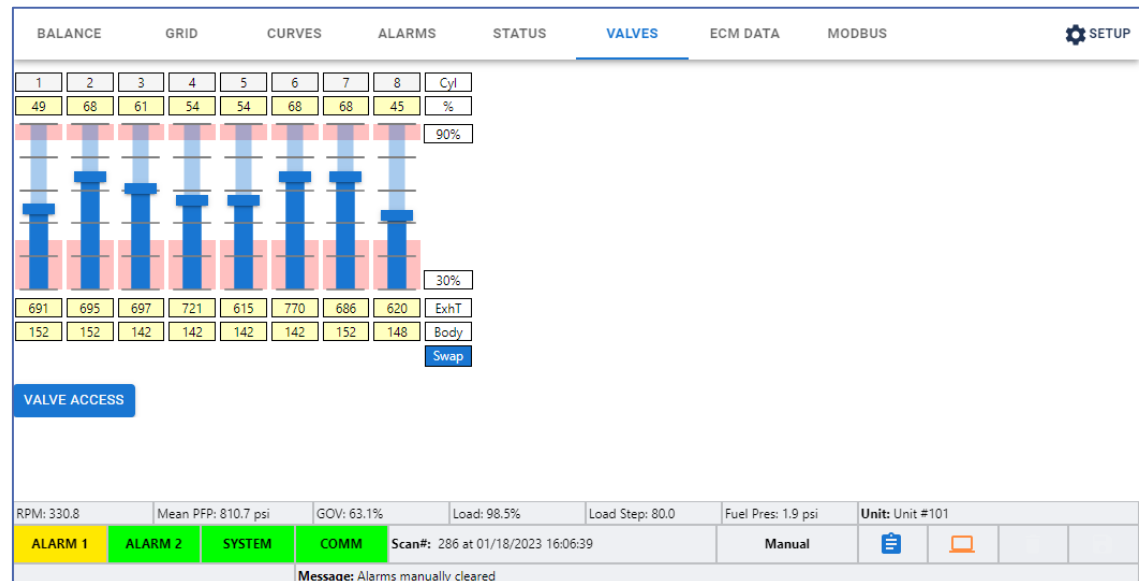 BALANCE GRID CURVES ALARMS STATUS VALVES ECM DATA MODBUS SETUP
1 2 3 4 5 6 7 8 Cyl
49 68 61 54 54 68 68 45 %
90%
30%
691 695 697 721 615 770 686 620 ExhT
152 152 142 142 142 142 152 148 Body
Swap
VALVE ACCESS
RPM: 330.8 Mean PFP: 810.7 psi GOV: 63.1% Load: 98.5% Load Step: 80.0 Fuel Pres: 1.9 psi Unit: Unit #101
ALARM 1 ALARM 2 SYSTEM COMM Scan#: 286 at 01/18/2023 16:06:39 Manual
Message: Alarms manually cleared